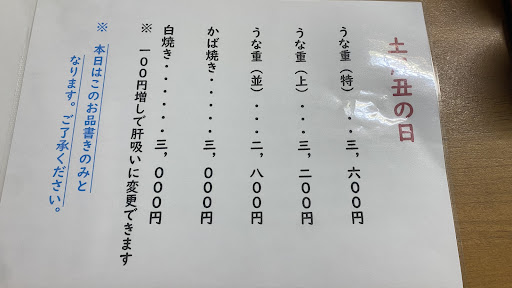 土用丑の日
うな重（特）・・・三，六００円
うな重（上）・・・三，二００円
うな重（並）・・・二，八００円
かば焼き・・・・・三，０００円
白焼き・・・・・・三，０００円
※ 一００円増しで肝吸いに変更できます
※ 本日はこのお品書きのみと
なります。ご了承ください。